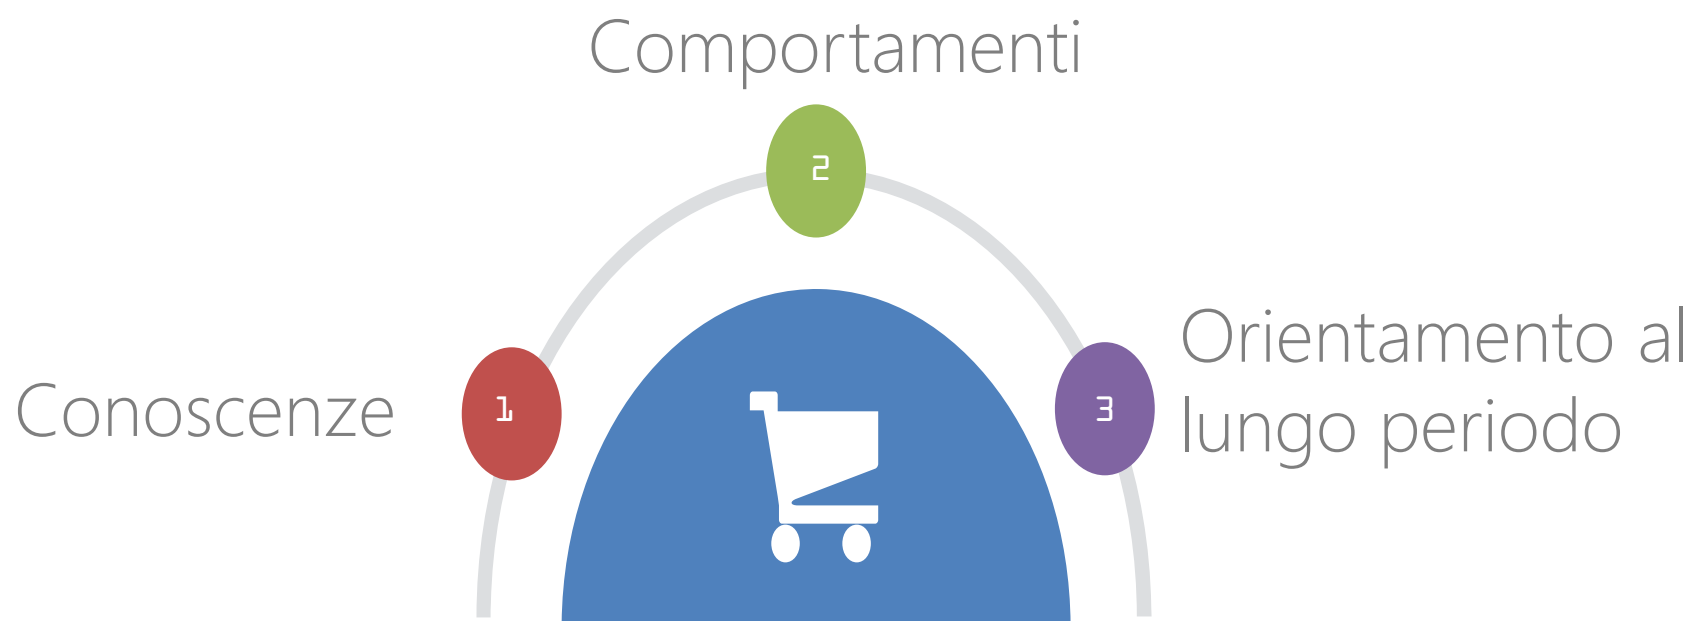 Comportamenti
2
Conoscenze
1
3
Orientamento al
lungo periodo